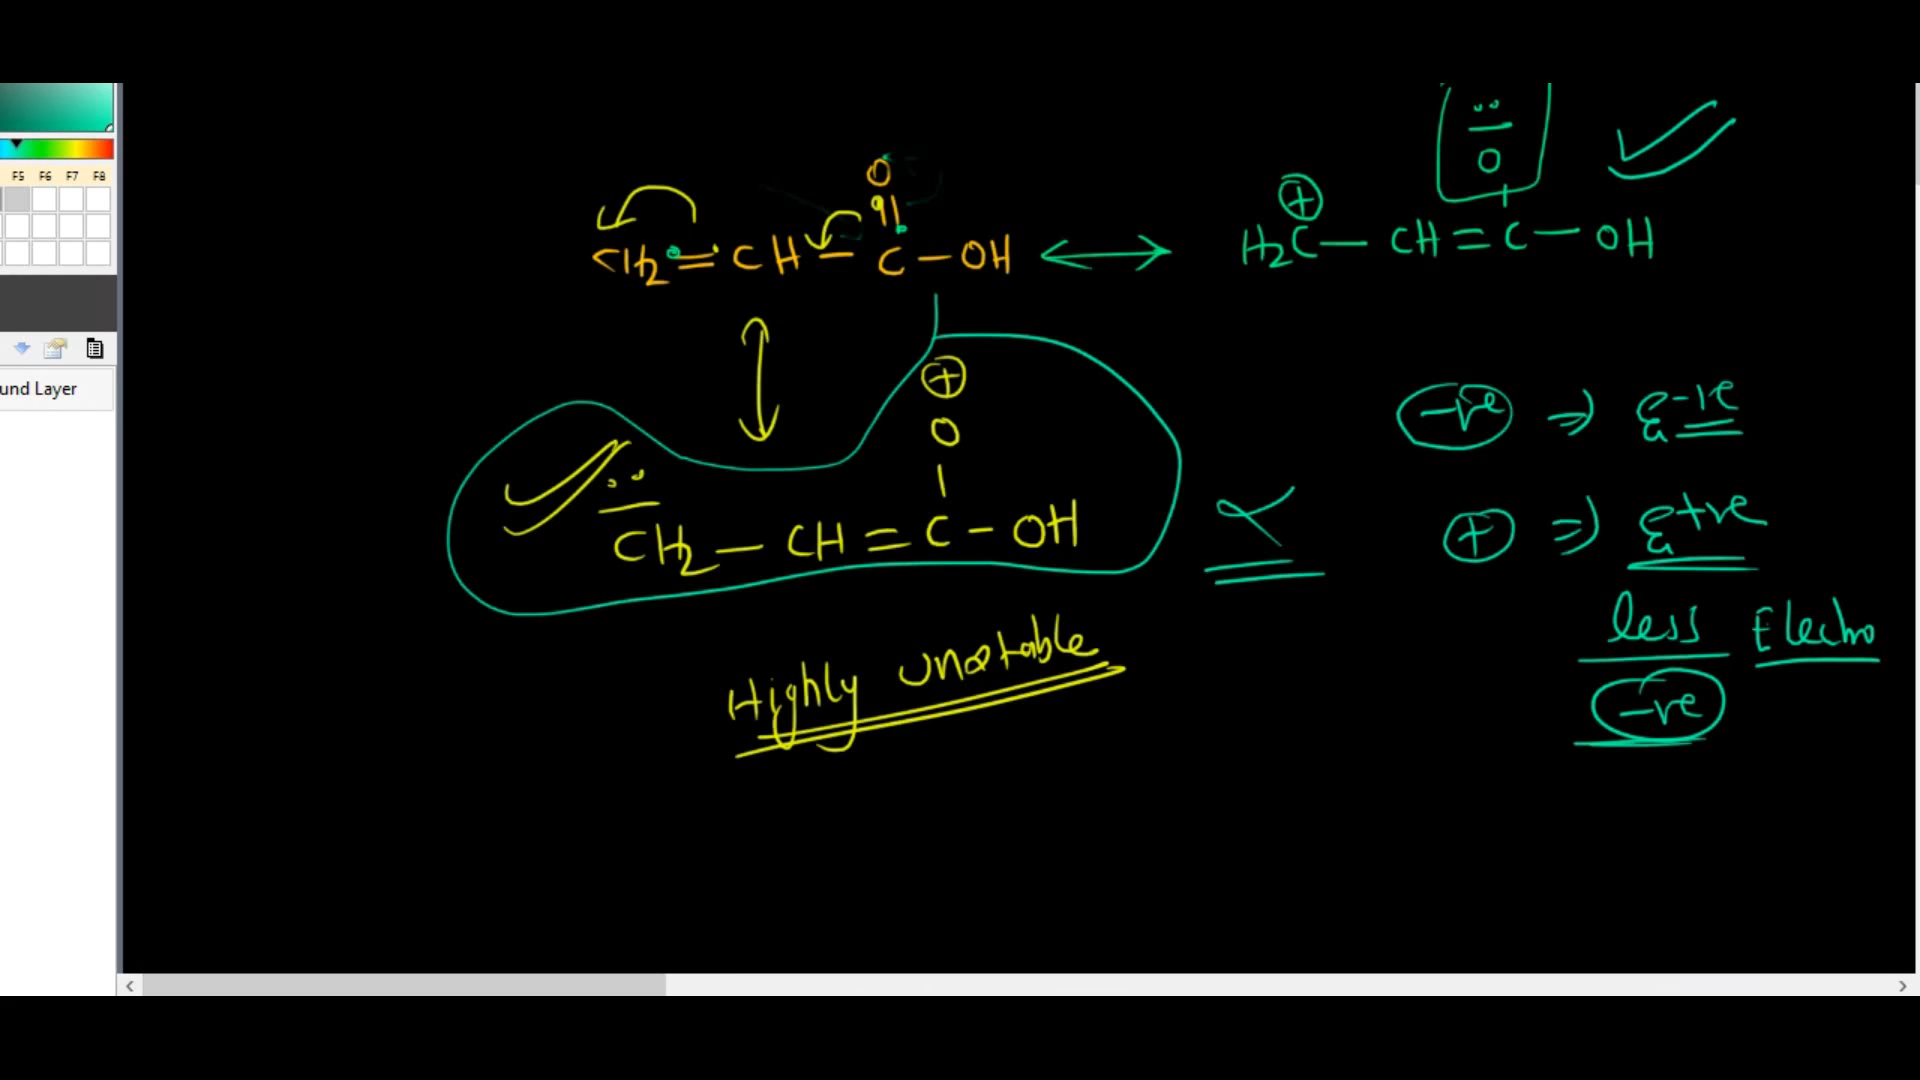 F5 F6 F7 F8
und Layer
O
CH2 = CH - C - OH
O
H2C - CH = C - OH
⊕
⊕
O
CH2 - CH = C - OH
Highly Unstable
-ve ⇒ E-ve
⊕ ⇒ E+ve
less Electro
-ve